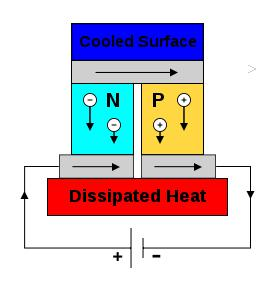 Cooled Surface
N P
Dissipated Heat
+ -